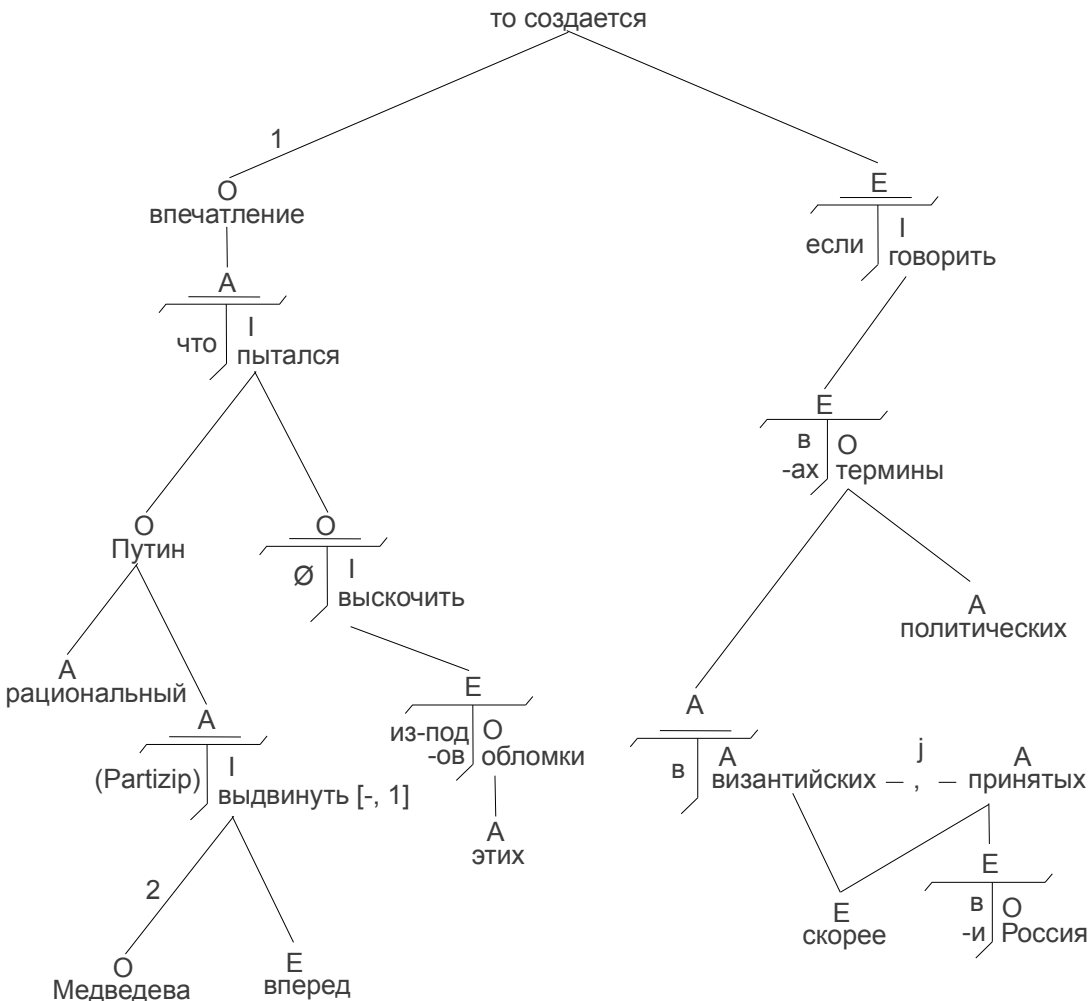 то создается
1
О
впечатление
Е
если
I
говорить
А
что
I
пытался
Е
в
-ах
О
термины
О
Путин
О
Ø
I
выскочить
А
политических
А
рациональный
А
(Partizip)
I
выдвинуть [-, 1]
Е
из-под
-ов
О
обломки
А
этих
А
в
А
византийских
—
j
,
—
А
принятых
2
О
Медведева
Е
вперед
Е
скорее
Е
в
-и
О
Россия